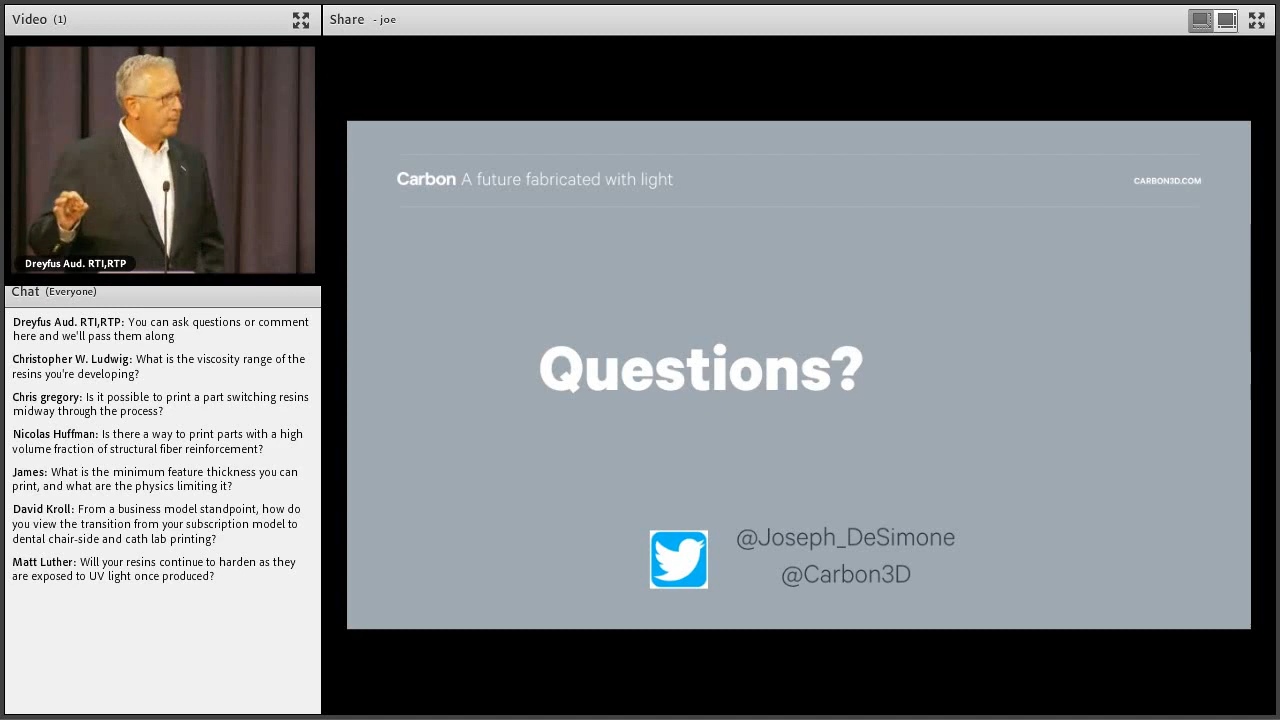 Video (1)
Share - joe
Dreyfus Aud. RTI,RTP
Chat (Everyone)
Dreyfus Aud. RTI,RTP: You can ask questions or comment
here and we'll pass them along
Christopher W. Ludwig: What is the viscosity range of the
resins you're developing?
Chris gregory: Is it possible to print a part switching resins
midway through the process?
Nicolas Huffman: Is there a way to print parts with a high
volume fraction of structural fiber reinforcement?
James: What is the minimum feature thickness you can
print, and what are the physics limiting it?
David Kroll: From a business model standpoint, how do
you view the transition from your subscription model to
dental chair-side and cath lab printing?
Matt Luther: Will your resins continue to harden as they
are exposed to UV light once produced?
Carbon A future fabricated with light
CARBON3D.COM
Questions?
@Joseph_DeSimone
@Carbon3D